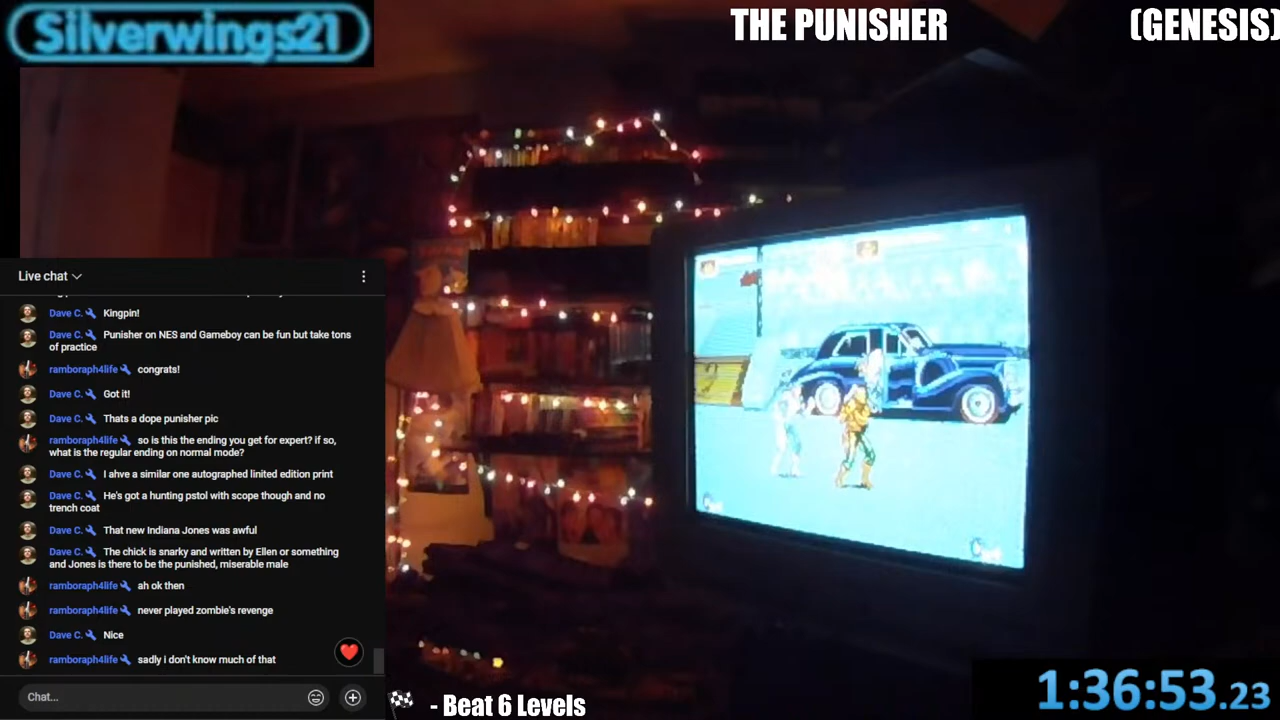 Silverwings21
THE PUNISHER (GENESIS)
Live chat
Dave C. Kingpin!
Dave C. Punisher on NES and Gameboy can be fun but take tons
of practice
ramboraph4life congrats!
Dave C. Got it!
Dave C. Thats a dope punisher pic
ramboraph4life so is this the ending you get for expert? if so,
what is the regular ending on normal mode?
Dave C. I ahve a similar one autographed limited edition print
Dave C. He's got a hunting pstol with scope though and no
trench coat
Dave C. That new Indiana Jones was awful
Dave C. The chick is snarky and written by Ellen or something
and Jones is there to be the punished, miserable male
ramboraph4life ah ok then
ramboraph4life never played zombie's revenge
Dave C. Nice
ramboraph4life sadly i don't know much of that
Chat...
- Beat 6 Levels
1:36:53.23